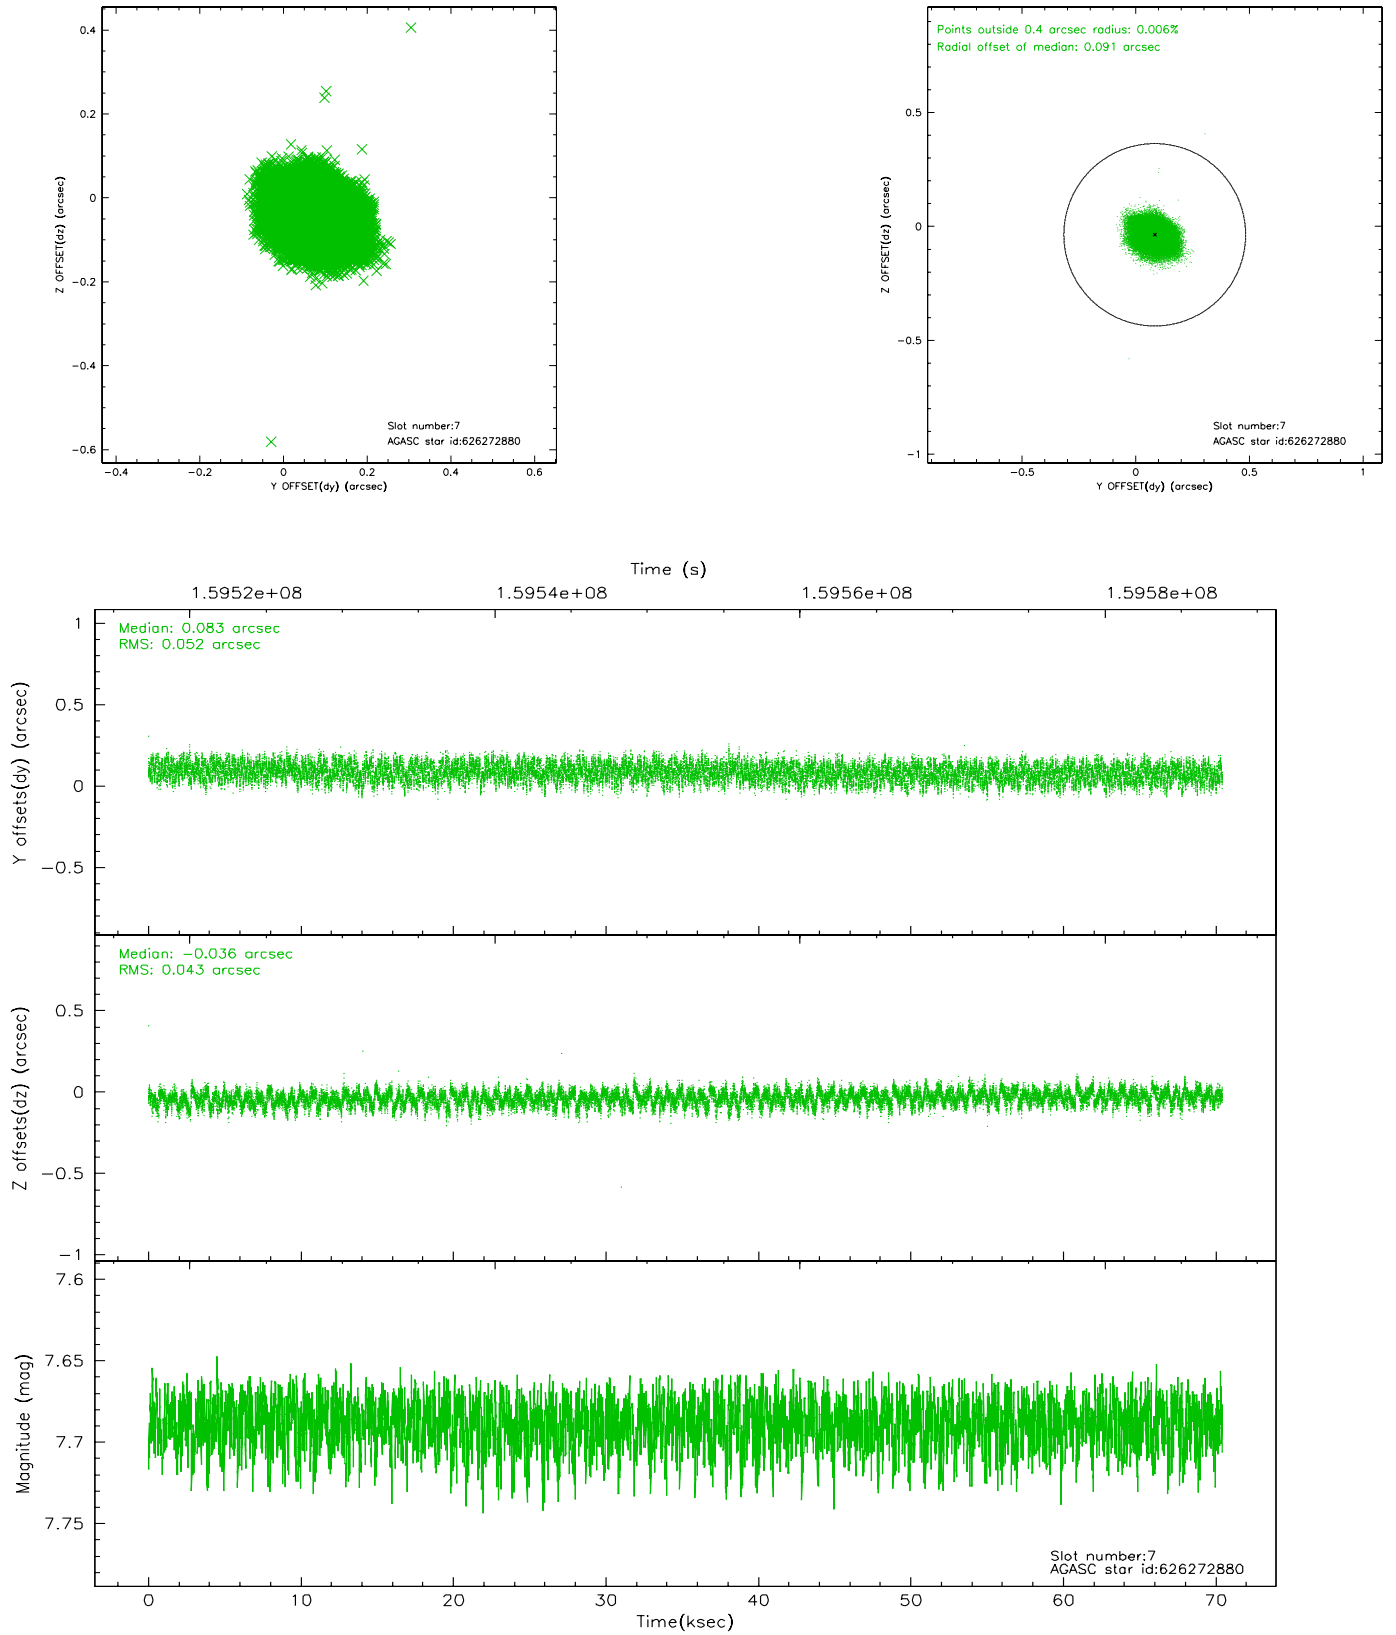 0.4
0.2
0
−0.2
−0.4
−0.6
Z OFFSET(dz) (arcsec)
−0.4 −0.2 0 0.2 0.4 0.6
Y OFFSET(dy) (arcsec)
Slot number:7
AGASC star id:626272880
Points outside 0.4 arcsec radius: 0.006%
Radial offset of median: 0.091 arcsec
0.5
0
−0.5
−1
Z OFFSET(dz) (arcsec)
−0.5 0 0.5 1
Y OFFSET(dy) (arcsec)
Slot number:7
AGASC star id:626272880
Time (s)
1.5952e+08 1.5954e+08 1.5956e+08 1.5958e+08
Median: 0.083 arcsec
RMS: 0.052 arcsec
1
0.5
0
−0.5
Y offsets(dy) (arcsec)
Median: −0.036 arcsec
RMS: 0.043 arcsec
0.5
0
−0.5
−1
Z offsets(dz) (arcsec)
7.6
7.65
7.7
7.75
Magnitude (mag)
Slot number:7
AGASC star id:626272880
0 10 20 30 40 50 60 70
Time(ksec)